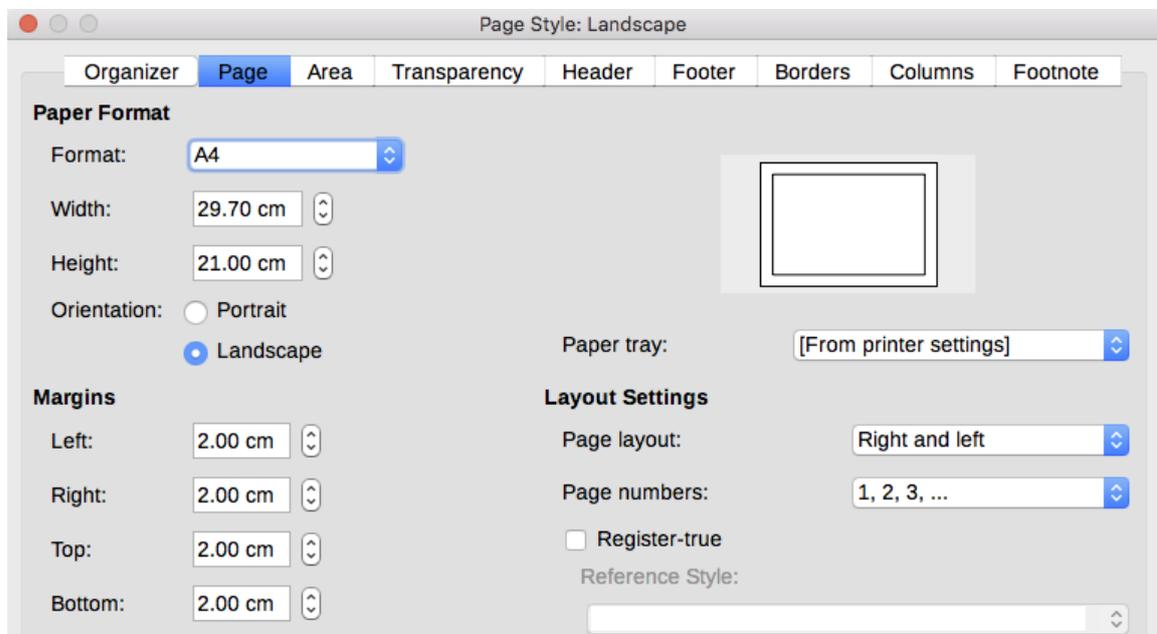 Page Style: Landscape
Organizer Page Area Transparency Header Footer Borders Columns Footnote
Paper Format
Format: A4
Width: 29.70 cm
Height: 21.00 cm
Orientation: Portrait
Landscape
Paper tray: [From printer settings]
Margins
Left: 2.00 cm
Right: 2.00 cm
Top: 2.00 cm
Bottom: 2.00 cm
Layout Settings
Page layout: Right and left
Page numbers: 1, 2, 3, ...
Register-true
Reference Style: